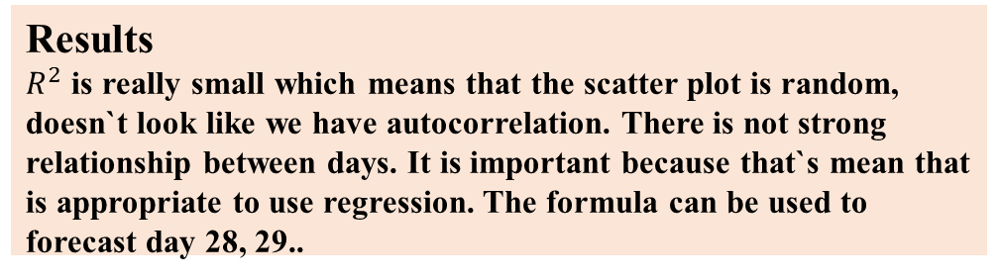 Results
R² is really small which means that the scatter plot is random,
doesn`t look like we have autocorrelation. There is not strong
relationship between days. It is important because that`s mean that
is appropriate to use regression. The formula can be used to
forecast day 28, 29..